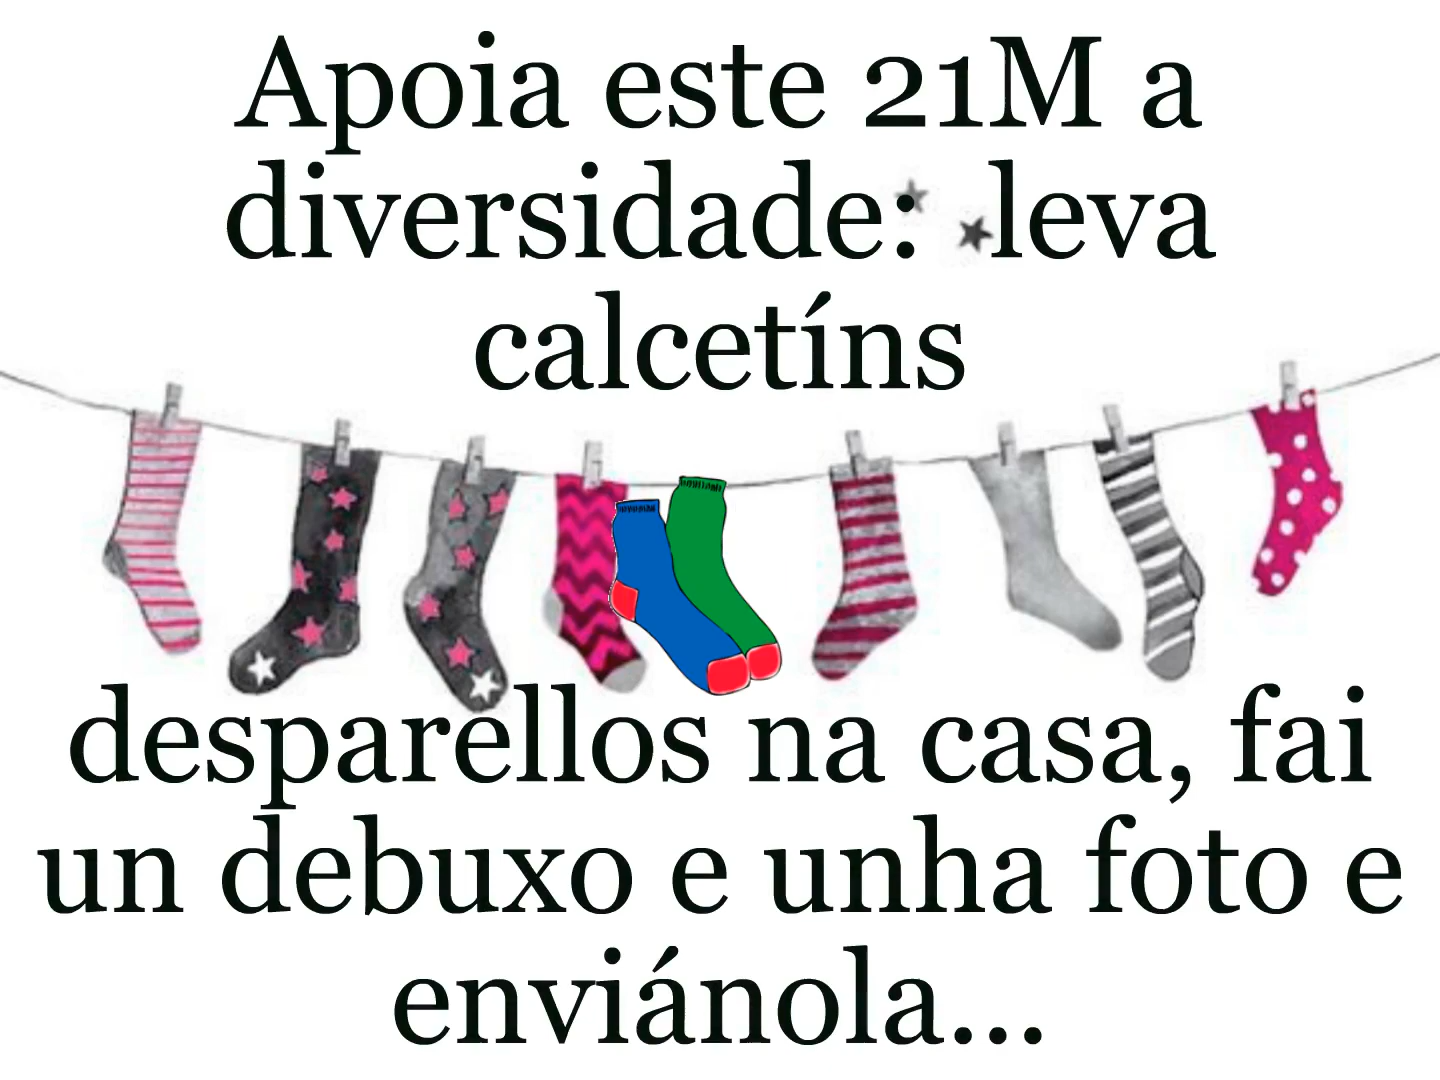 Apoia este 21M a
diversidade: leva
calcetíns
desparellos na casa, fai
un debuxo e unha foto e
enviánola...